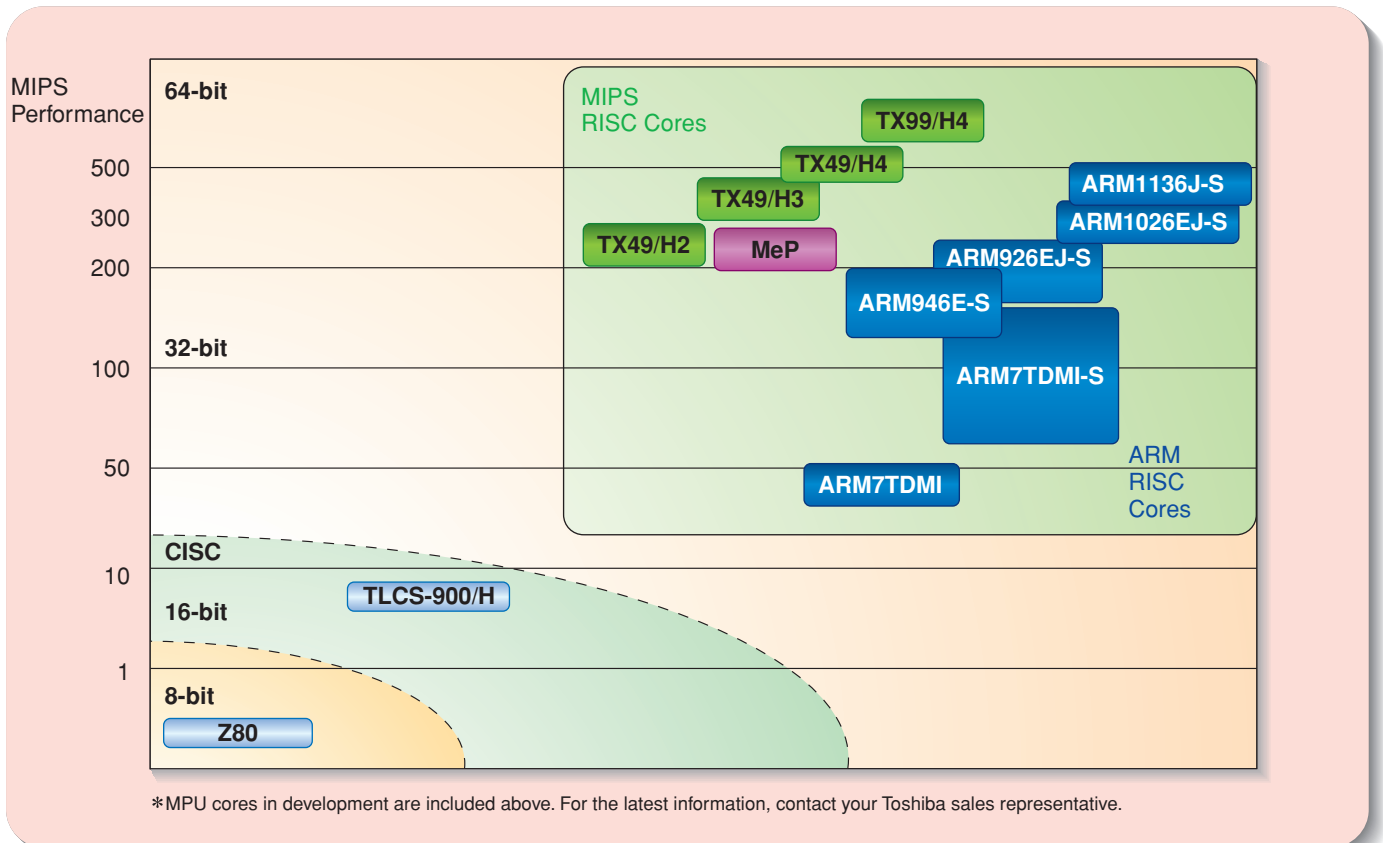 MIPS
Performance
64-bit
MIPS
RISC Cores
TX99/H4
500
TX49/H4
ARM1136J-S
TX49/H3
300
ARM1026EJ-S
TX49/H2
MeP
ARM926EJ-S
200
ARM946E-S
32-bit
100
ARM7TDMI-S
50
ARM7TDMI
ARM
RISC
Cores
CISC
10
TLCS-900/H
16-bit
1
8-bit
Z80
*MPU cores in development are included above. For the latest information, contact your Toshiba sales representative.